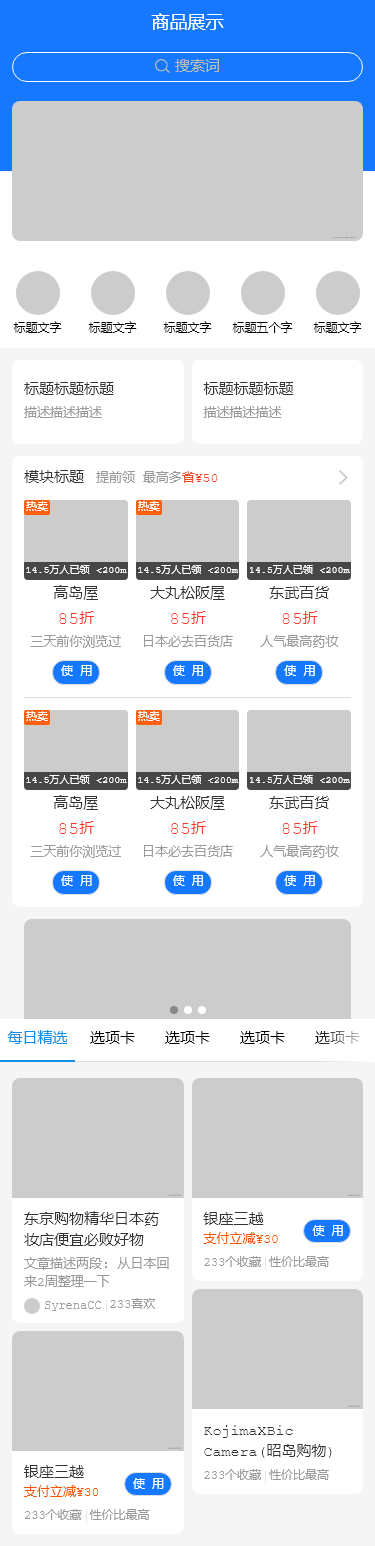 商品展示
搜索词
标题文字 标题文字 标题文字 标题五个字 标题文字
标题标题标题 标题标题标题
描述描述描述 描述描述描述
模块标题 提前领 最高多省¥50
热卖 热卖
14.5万人已领 <200m 14.5万人已领 <200m 14.5万人已领 <200m
高岛屋 大丸松阪屋 东武百货
85折 85折 85折
三天前你浏览过 日本必去百货店 人气最高药妆
使 用 使 用 使 用
热卖 热卖
14.5万人已领 <200m 14.5万人已领 <200m 14.5万人已领 <200m
高岛屋 大丸松阪屋 东武百货
85折 85折 85折
三天前你浏览过 日本必去百货店 人气最高药妆
使 用 使 用 使 用
每日精选 选项卡 选项卡 选项卡 选项卡
东京购物精华日本药
妆店便宜必败好物
文章描述两段: 从日本回
来2周整理一下
SyrenaCC 233喜欢
银座三越
支付立减¥30 使 用
233个收藏 性价比最高
KojimaXBic
Camera(昭岛购物)
233个收藏 性价比最高
银座三越
支付立减¥30 使 用
233个收藏 性价比最高